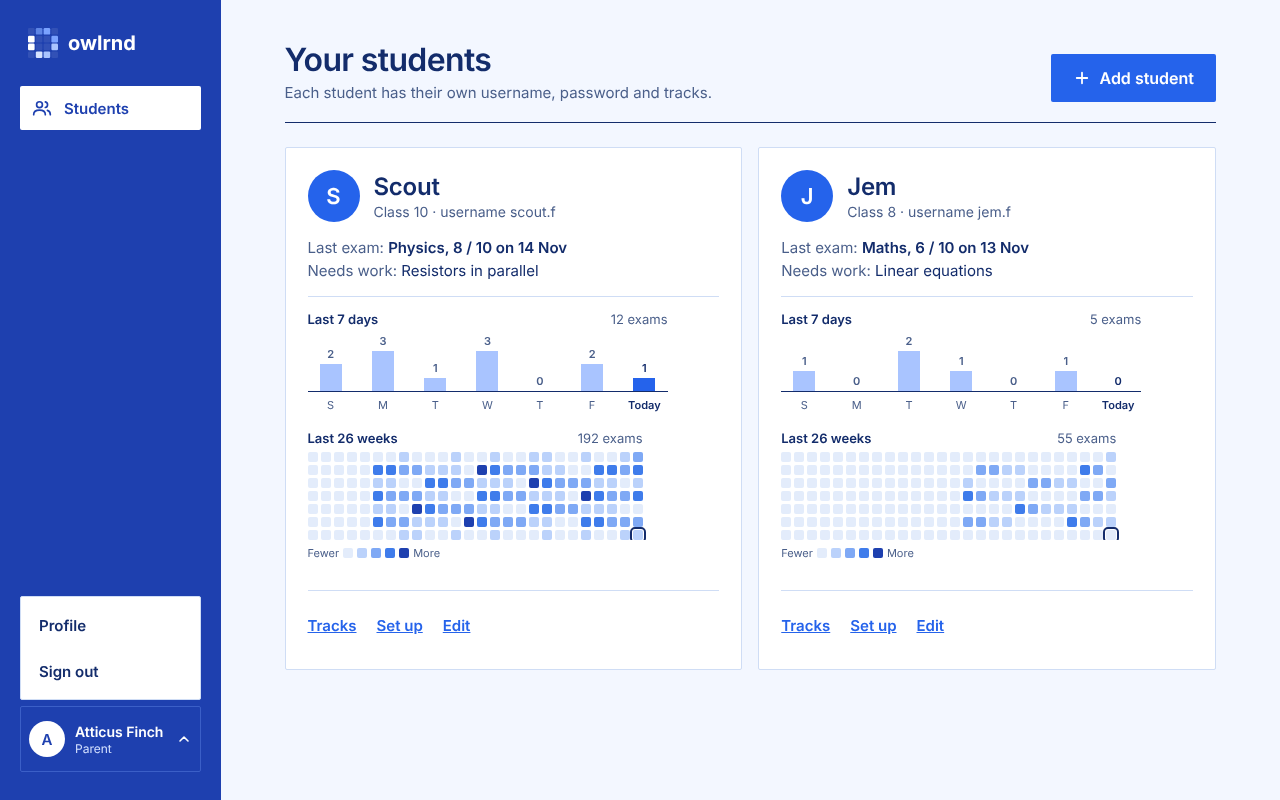 owlrnd
Students
Your students
Each student has their own username, password and tracks.
Add student
S
Scout
Class 10 · username scout.f
Last exam: Physics, 8 / 10 on 14 Nov
Needs work: Resistors in parallel
Last 7 days
12 exams
2 3 1 3 0 2 1
S M T W T F Today
Last 26 weeks
192 exams
Fewer More
Tracks Set up Edit
J
Jem
Class 8 · username jem.f
Last exam: Maths, 6 / 10 on 13 Nov
Needs work: Linear equations
Last 7 days
5 exams
1 0 2 1 0 1 0
S M T W T F Today
Last 26 weeks
55 exams
Fewer More
Tracks Set up Edit
Profile
Sign out
A
Atticus Finch
Parent